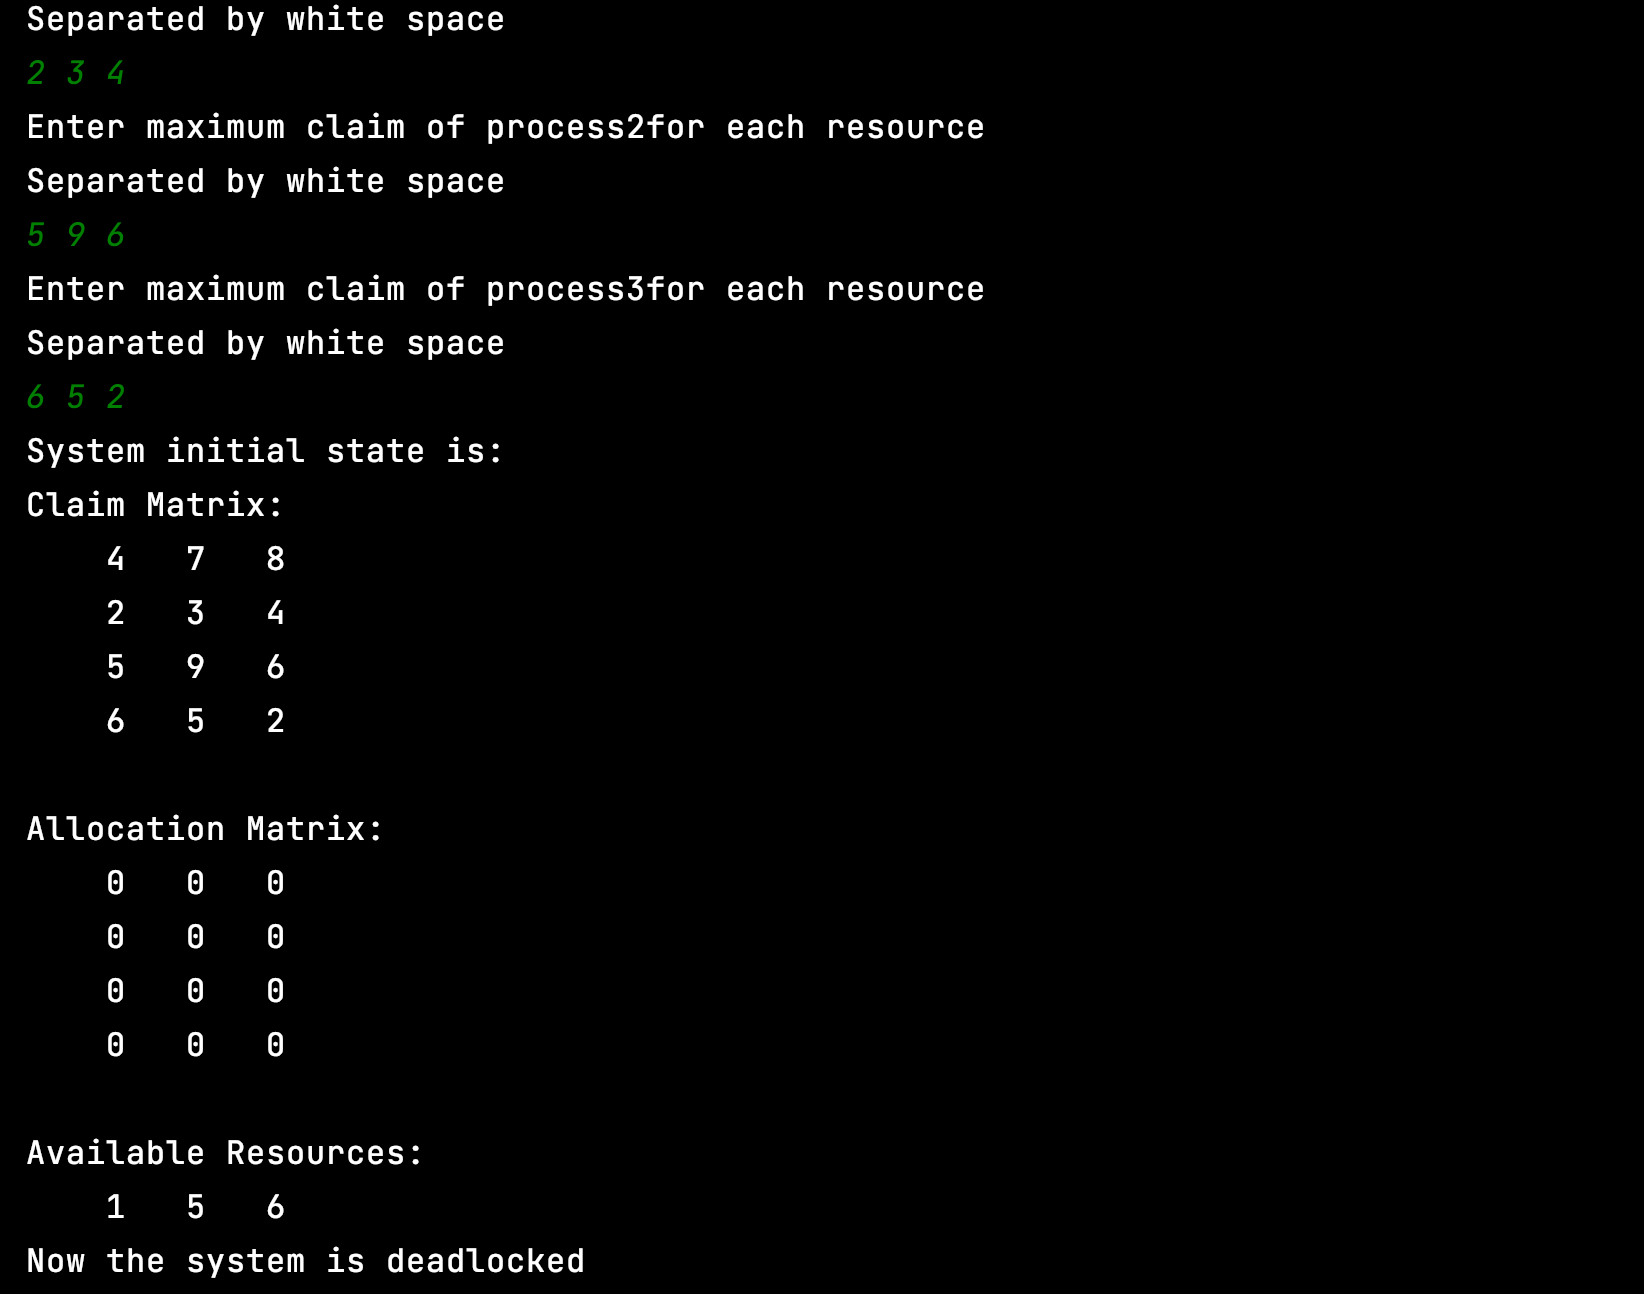 Separated by white space
2 3 4
Enter maximum claim of process2for each resource
Separated by white space
5 9 6
Enter maximum claim of process3for each resource
Separated by white space
6 5 2
System initial state is:
Claim Matrix:
4 7 8
2 3 4
5 9 6
6 5 2
Allocation Matrix:
0 0 0
0 0 0
0 0 0
0 0 0
Available Resources:
1 5 6
Now the system is deadlocked